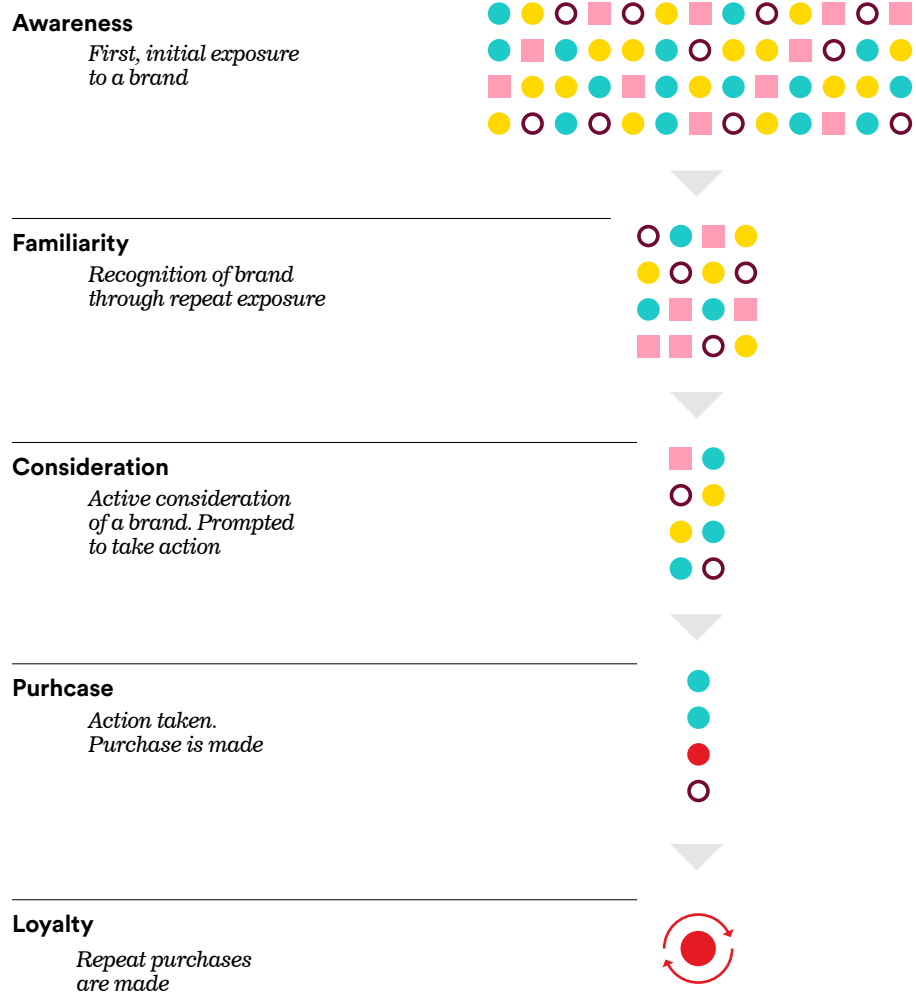 Awareness
First, initial exposure
to a brand
Familiarity
Recognition of brand
through repeat exposure
Consideration
Active consideration
of a brand. Prompted
to take action
Purhcase
Action taken.
Purchase is made
Loyalty
Repeat purchases
are made